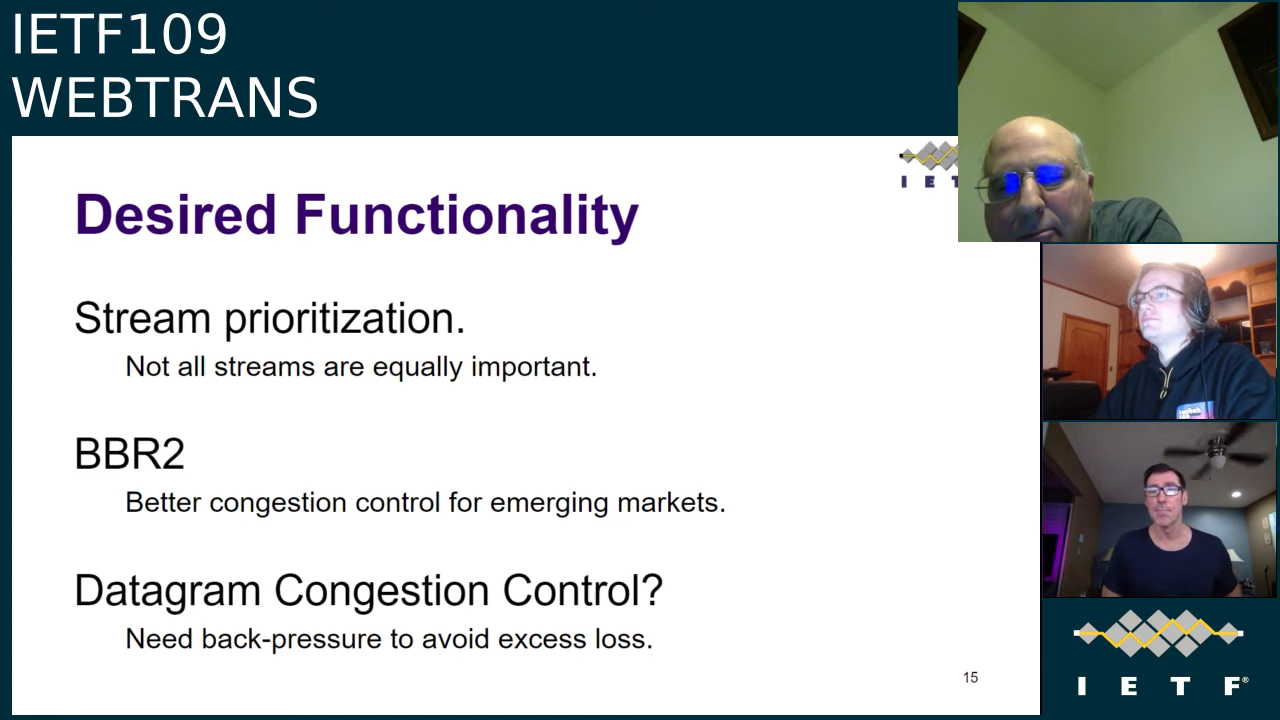 IETF109
WEBTRANS
I E T
Desired Functionality
Stream prioritization.
Not all streams are equally important.
BBR2
Better congestion control for emerging markets.
Datagram Congestion Control?
Need back-pressure to avoid excess loss.
15
I E T F®